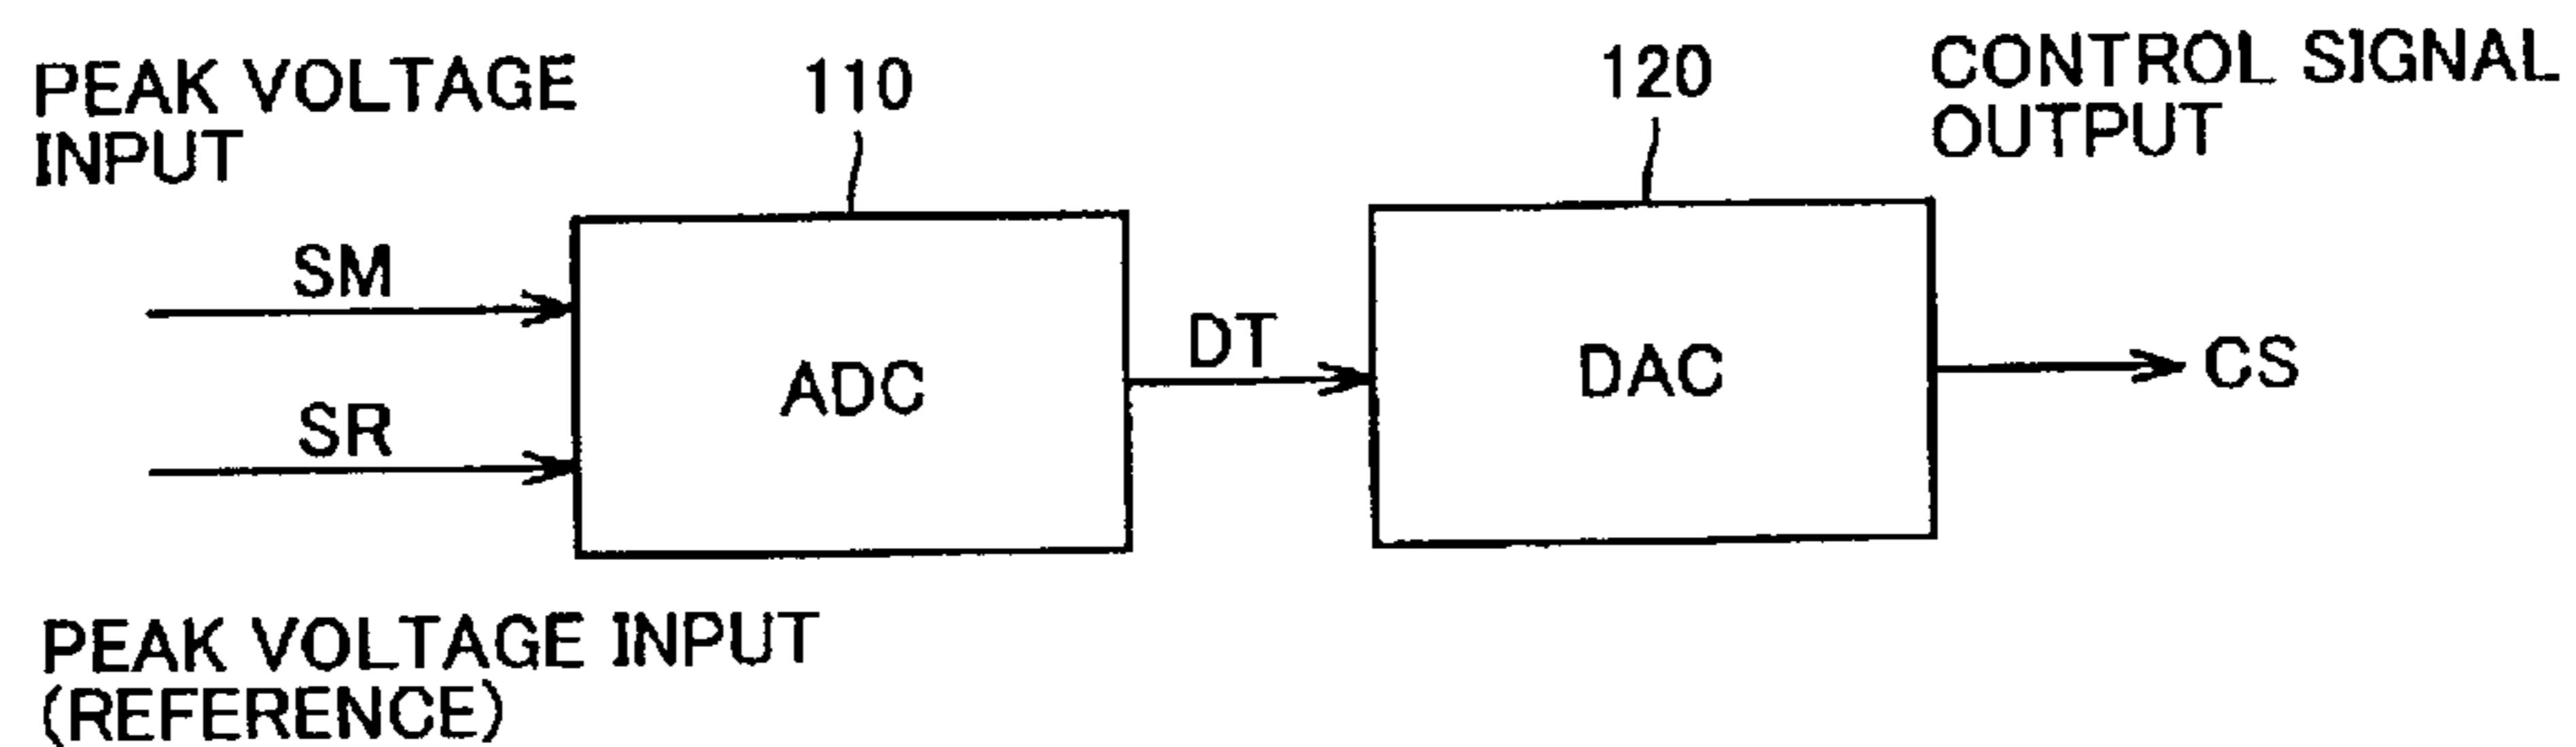 PEAK VOLTAGE
INPUT
110
120
CONTROL SIGNAL
OUTPUT
SM
SR
ADC
DT
DAC
CS
PEAK VOLTAGE INPUT
(REFERENCE)